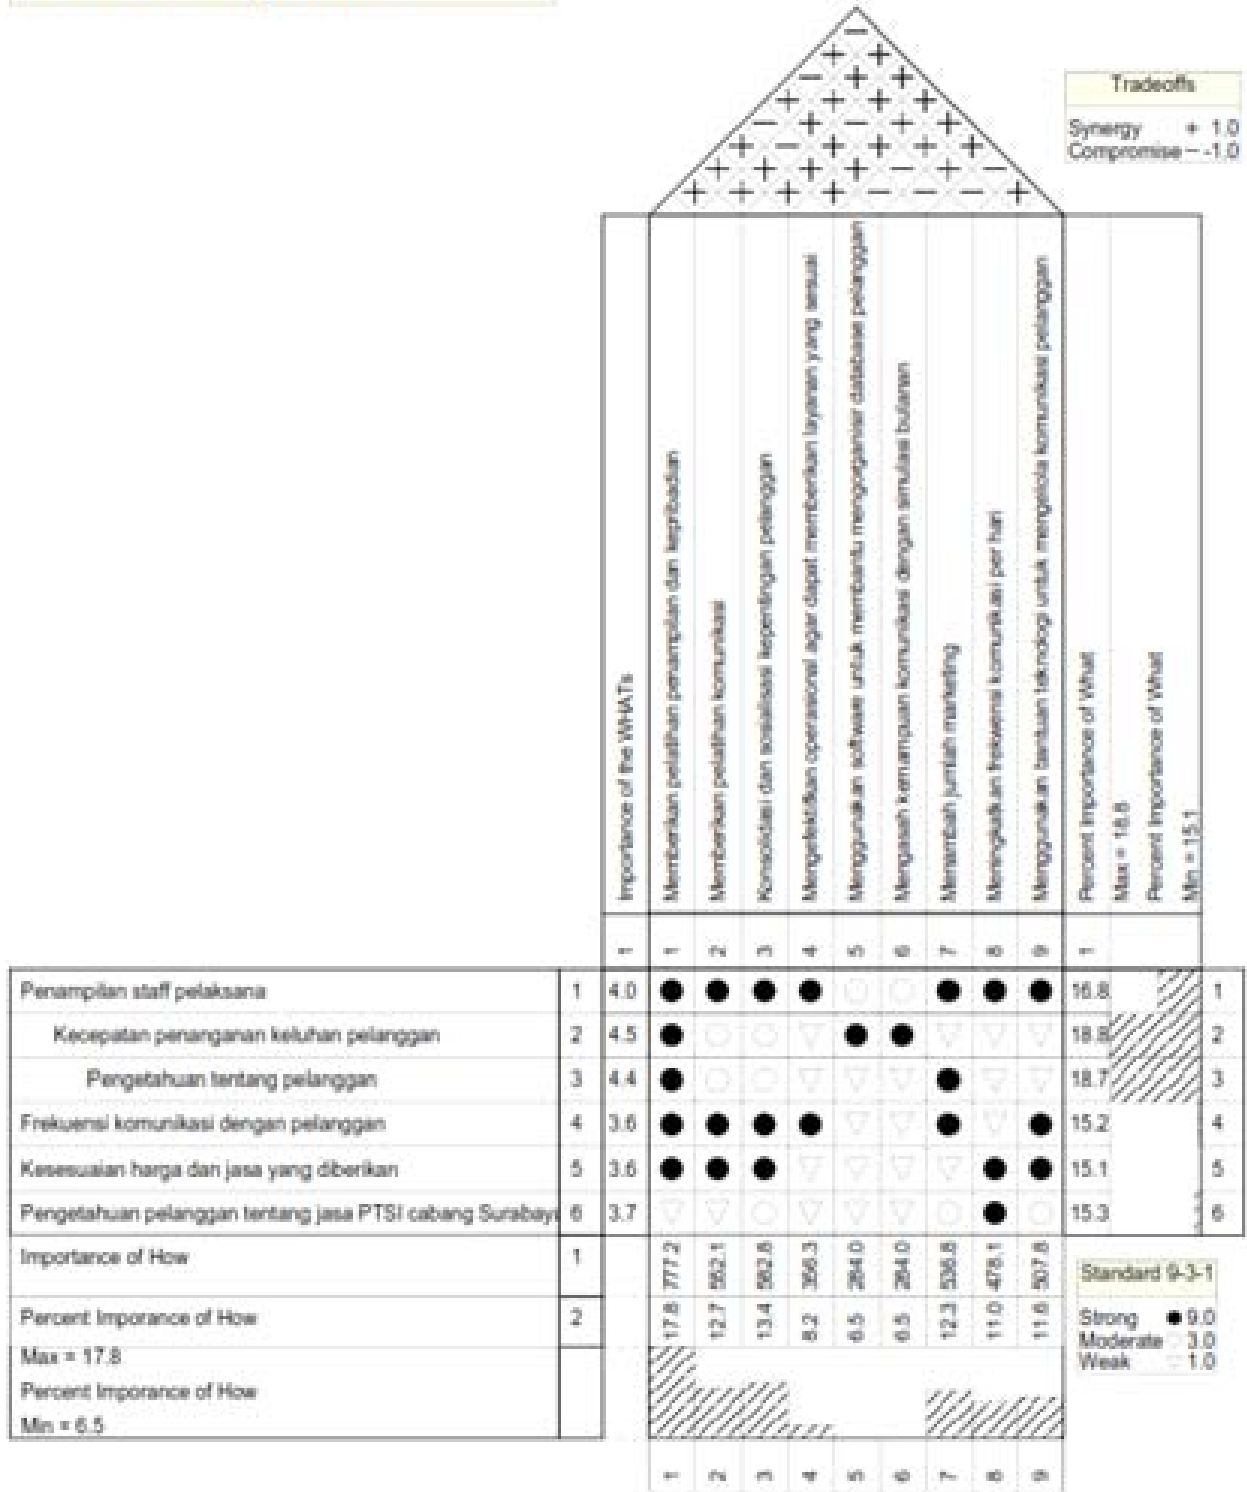 Tradeoffs
Synergy + 1.0
Compromise − -1.0
Importance of the WHATs
Memberikan pelatihan penampilan dan kepribadian
Memberikan pelatihan komunikasi
Konsolidasi dan sosialisasi kepentingan pelanggan
Mengefektifkan operasional agar dapat memberikan layanan yang sesuai
Menggunakan software untuk membantu mengorganisir database pelanggan
Mengasah kemampuan komunikasi dengan simulasi bulanan
Menambah jumlah marketing
Meningkatkan frekwensi komunikasi per hari
Menggunakan bantuan teknologi untuk mengelola komunikasi pelanggan
Percent Importance of What
Max = 18.8
Percent Importance of What
Min = 15.1
1 1 2 3 4 5 6 7 8 9 1
Penampilan staff pelaksana 1 4.0 16.8 1
Kecepatan penanganan keluhan pelanggan 2 4.5 18.8 2
Pengetahuan tentang pelanggan 3 4.4 18.7 3
Frekuensi komunikasi dengan pelanggan 4 3.6 15.2 4
Kesesuaian harga dan jasa yang diberikan 5 3.6 15.1 5
Pengetahuan pelanggan tentang jasa PTSI cabang Surabaya 6 3.7 15.3 6
Importance of How 1 777.2 356.3 284.0 284.0 536.8 478.1 507.8
Percent Imporance of How 2 17.8 12.7 13.4 8.2 6.5 6.5 12.3 11.0 11.6
Max = 17.8
Percent Imporance of How
Min = 6.5
Standard 9-3-1
Strong 9.0
Moderate 3.0
Weak 1.0
1 2 3 4 5 6 7 8 9